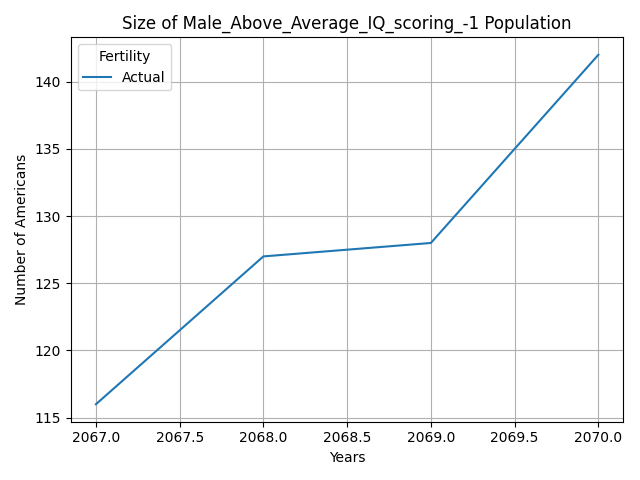 Size of Male_Above_Average_IQ_scoring_-1 Population
Fertility
Actual
Number of Americans
140
135
130
125
120
115
2067.0 2067.5 2068.0 2068.5 2069.0 2069.5 2070.0
Years